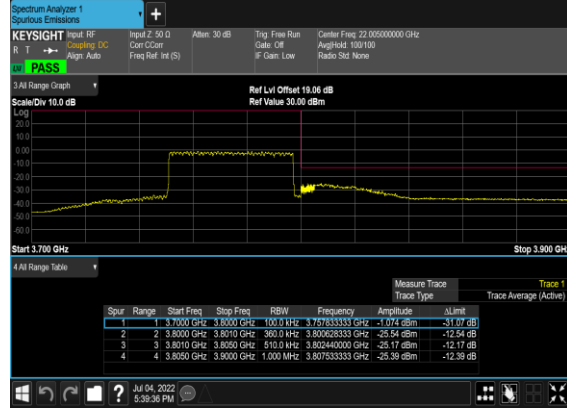 Spectrum Analyzer 1
Spurious Emissions
+
KEYSIGHT Input: RF Input Z: 50 Ω Atten: 30 dB Trig: Free Run Center Freq: 22.005000000 GHz
R T Coupling: DC Corr CCorr Gate: Off Avg|Hold: 100/100
Align: Auto Freq Ref: Int (S) IF Gain: Low Radio Std: None
LW PASS
3 All Range Graph
Ref Lvl Offset 19.06 dB
Scale/Div 10.0 dB Ref Value 30.00 dBm
Log
20.0
10.0
0.00
-10.0
-20.0
-30.0
-40.0
-50.0
-60.0
Start 3.700 GHz Stop 3.900 GHz
4 All Range Table
Measure Trace Trace 1
Trace Type Trace Average (Active)
Spur Range Start Freq Stop Freq RBW Frequency Amplitude ΔLimit
1 1 3.7000 GHz 3.8000 GHz 100.0 kHz 3.757833333 GHz -1.074 dBm -31.07 dB
2 2 3.8000 GHz 3.8010 GHz 360.0 kHz 3.800628333 GHz -25.54 dBm -12.54 dB
3 3 3.8010 GHz 3.8050 GHz 510.0 kHz 3.802440000 GHz -25.17 dBm -12.17 dB
4 4 3.8050 GHz 3.9000 GHz 1.000 MHz 3.807533333 GHz -25.39 dBm -12.39 dB
? Jul 04, 2022
5:39:36 PM